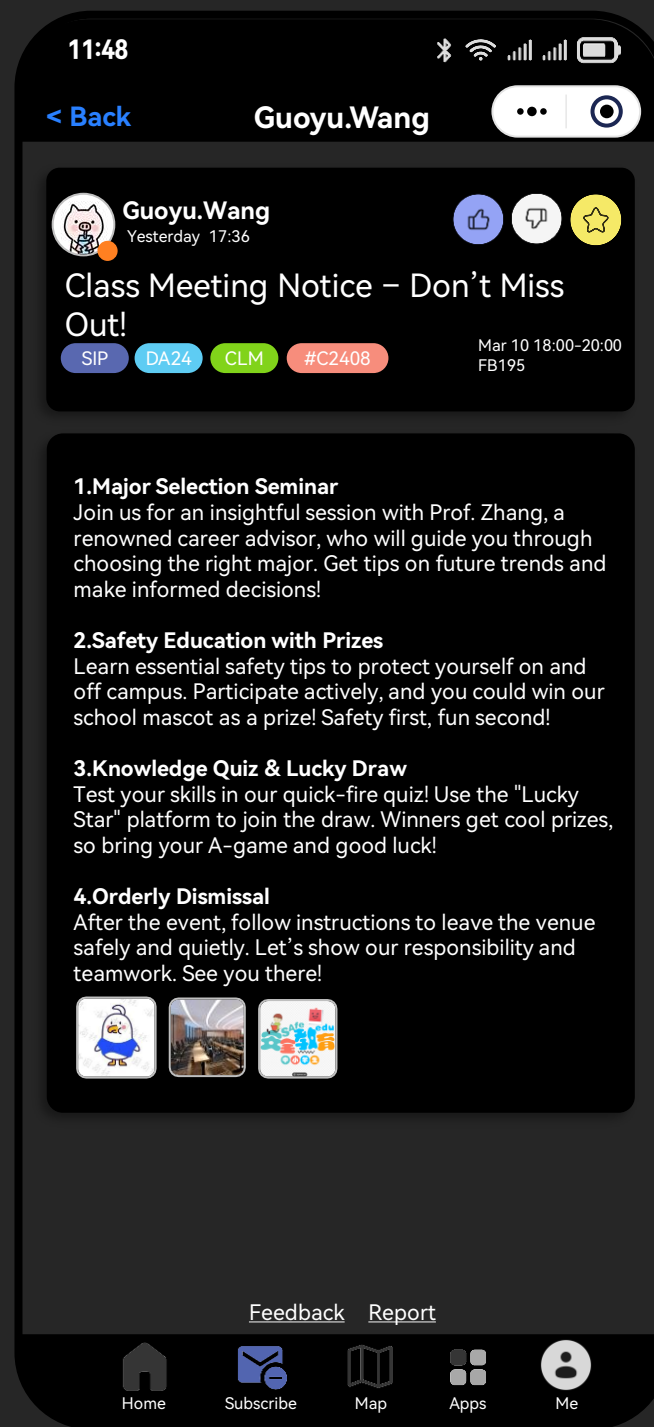 11:48
< Back
Guoyu.Wang
Guoyu.Wang
Yesterday 17:36
Class Meeting Notice – Don’t Miss
Out!
SIP DA24 CLM #C2408
Mar 10 18:00-20:00
FB195
1.Major Selection Seminar
Join us for an insightful session with Prof. Zhang, a
renowned career advisor, who will guide you through
choosing the right major. Get tips on future trends and
make informed decisions!
2.Safety Education with Prizes
Learn essential safety tips to protect yourself on and
off campus. Participate actively, and you could win our
school mascot as a prize! Safety first, fun second!
3.Knowledge Quiz & Lucky Draw
Test your skills in our quick-fire quiz! Use the "Lucky
Star" platform to join the draw. Winners get cool prizes,
so bring your A-game and good luck!
4.Orderly Dismissal
After the event, follow instructions to leave the venue
safely and quietly. Let’s show our responsibility and
teamwork. See you there!
SAfe edu
安全教育
Feedback Report
Home Subscribe Map Apps Me